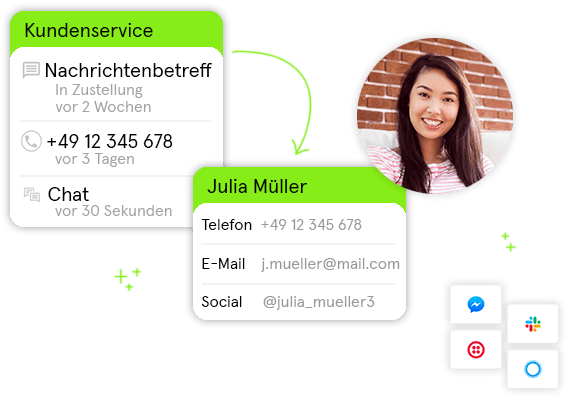 Kundenservice
Nachrichtenbetreff
In Zustellung
vor 2 Wochen
+49 12 345 678
vor 3 Tagen
Chat
vor 30 Sekunden
Julia Müller
Telefon +49 12 345 678
E-Mail j.mueller@mail.com
Social @julia_mueller3